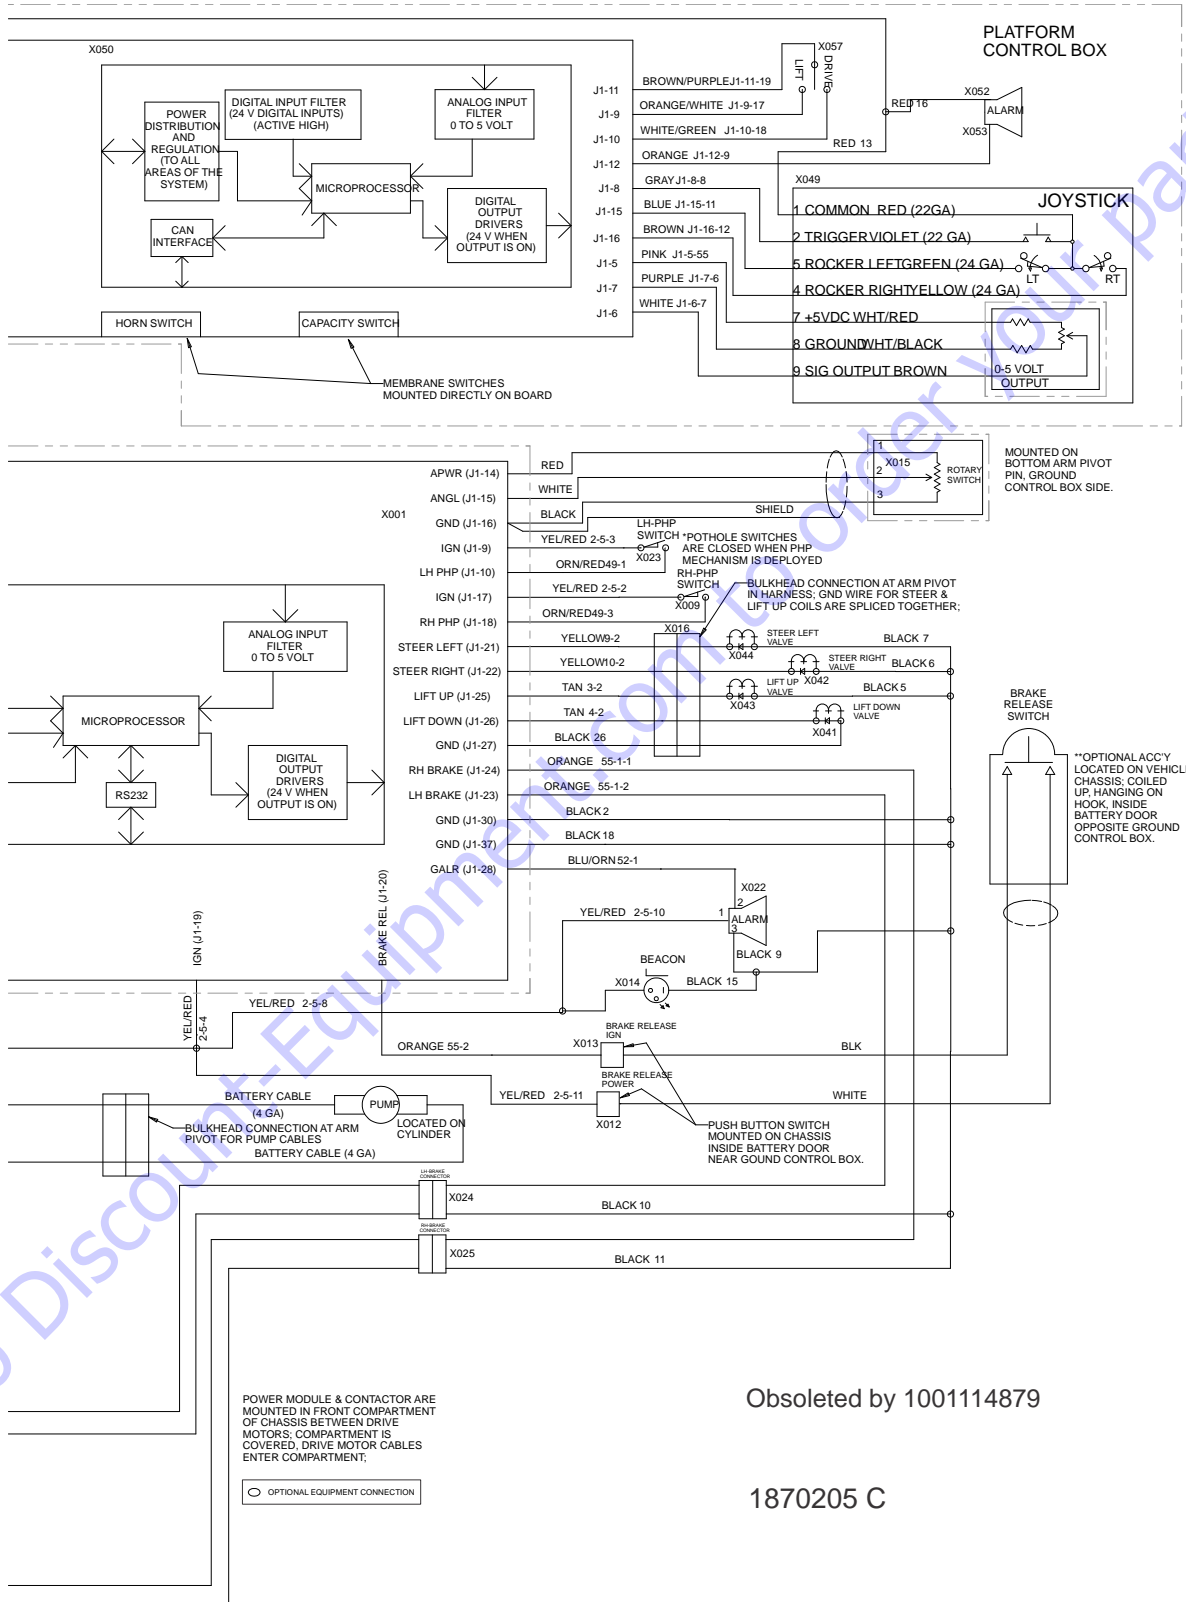 PLATFORM
CONTROL BOX
X050
POWER
DISTRIBUTION
AND
REGULATION
(TO ALL
AREAS OF THE
SYSTEM)
DIGITAL INPUT FILTER
(24 V DIGITAL INPUTS)
(ACTIVE HIGH)
ANALOG INPUT
FILTER
0 TO 5 VOLT
MICROPROCESSOR
CAN
INTERFACE
DIGITAL
OUTPUT
DRIVERS
(24 V WHEN
OUTPUT IS ON)
HORN SWITCH
CAPACITY SWITCH
MEMBRANE SWITCHES
MOUNTED DIRECTLY ON BOARD
J1-11
J1-9
J1-10
J1-12
J1-8
J1-15
J1-16
J1-5
J1-7
J1-6
BROWN/PURPLEJ1-11-19
ORANGE/WHITE J1-9-17
WHITE/GREEN J1-10-18
ORANGE J1-12-9
GRAY J1-8-8
BLUE J1-15-11
BROWN J1-16-12
PINK J1-5-55
PURPLE J1-7-6
WHITE J1-6-7
X057
LIFT
DRIVE
RED 16
RED 13
X052
ALARM
X053
X049
JOYSTICK
1 COMMON RED (22GA)
2 TRIGGERVIOLET (22 GA)
5 ROCKER LEFTGREEN (24 GA)
4 ROCKER RIGHTYELLOW (24 GA)
7 +5VDC WHT/RED
8 GROUNDWHT/BLACK
9 SIG OUTPUT BROWN
LT
RT
0-5 VOLT
OUTPUT
X001
APWR (J1-14)
ANGL (J1-15)
GND (J1-16)
IGN (J1-9)
LH PHP (J1-10)
IGN (J1-17)
RH PHP (J1-18)
STEER LEFT (J1-21)
STEER RIGHT (J1-22)
LIFT UP (J1-25)
LIFT DOWN (J1-26)
GND (J1-27)
RH BRAKE (J1-24)
LH BRAKE (J1-23)
GND (J1-30)
GND (J1-37)
GALR (J1-28)
RED
WHITE
BLACK
SHIELD
YEL/RED 2-5-3
ORN/RED49-1
YEL/RED 2-5-2
ORN/RED49-3
YELLOW9-2
YELLOW10-2
TAN 3-2
TAN 4-2
BLACK 26
ORANGE 55-1-1
ORANGE 55-1-2
BLACK 2
BLACK 18
BLU/ORN 52-1
1
2
3
X015
ROTARY
SWITCH
MOUNTED ON
BOTTOM ARM PIVOT
PIN, GROUND
CONTROL BOX SIDE.
LH-PHP
SWITCH
X023
*POTHOLE SWITCHES
ARE CLOSED WHEN PHP
MECHANISM IS DEPLOYED
RH-PHP
SWITCH
X009
BULKHEAD CONNECTION AT ARM PIVOT
IN HARNESS; GND WIRE FOR STEER &
LIFT UP COILS ARE SPLICED TOGETHER;
X016
STEER LEFT
VALVE
X044
BLACK 7
STEER RIGHT
VALVE
X042
BLACK 6
LIFT UP
VALVE
X043
BLACK 5
LIFT DOWN
VALVE
X041
BRAKE
RELEASE
SWITCH
**OPTIONAL ACC'Y
LOCATED ON VEHICL
CHASSIS; COILED
UP, HANGING ON
HOOK, INSIDE
BATTERY DOOR
OPPOSITE GROUND
CONTROL BOX.
ANALOG INPUT
FILTER
0 TO 5 VOLT
MICROPROCESSOR
RS232
DIGITAL
OUTPUT
DRIVERS
(24 V WHEN
OUTPUT IS ON)
IGN (J1-19)
BRAKE REL (J1-20)
X022
2
1
ALARM
3
YEL/RED 2-5-10
BLACK 9
BEACON
X014
BLACK 15
YEL/RED
2-5-4
YEL/RED 2-5-8
ORANGE 55-2
X013
BRAKE RELEASE
IGN
BLK
BRAKE RELEASE
POWER
YEL/RED 2-5-11
X012
WHITE
PUSH BUTTON SWITCH
MOUNTED ON CHASSIS
INSIDE BATTERY DOOR
NEAR GOUND CONTROL BOX.
BATTERY CABLE
(4 GA)
PUMP
LOCATED ON
CYLINDER
BULKHEAD CONNECTION AT ARM
PIVOT FOR PUMP CABLES
BATTERY CABLE (4 GA)
LH-BRAKE
CONNECTOR
X024
BLACK 10
RH-BRAKE
CONNECTOR
X025
BLACK 11
POWER MODULE & CONTACTOR ARE
MOUNTED IN FRONT COMPARTMENT
OF CHASSIS BETWEEN DRIVE
MOTORS; COMPARTMENT IS
COVERED, DRIVE MOTOR CABLES
ENTER COMPARTMENT;
OPTIONAL EQUIPMENT CONNECTION
Obsoleted by 1001114879
1870205 C
Discount-Equipment.com to order your par